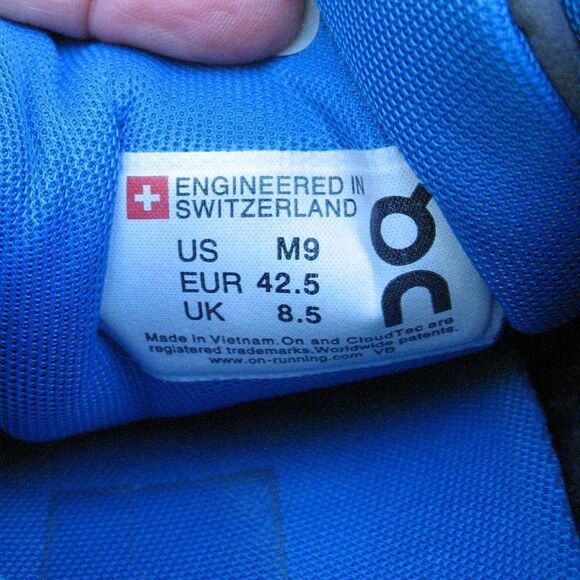 ENGINEERED IN
SWITZERLAND
US M9
EUR 42.5
UK 8.5
Made in Vietnam. On and CloudTec are
registered trademarks. Worldwide patents.
www.on-running.com VB
On